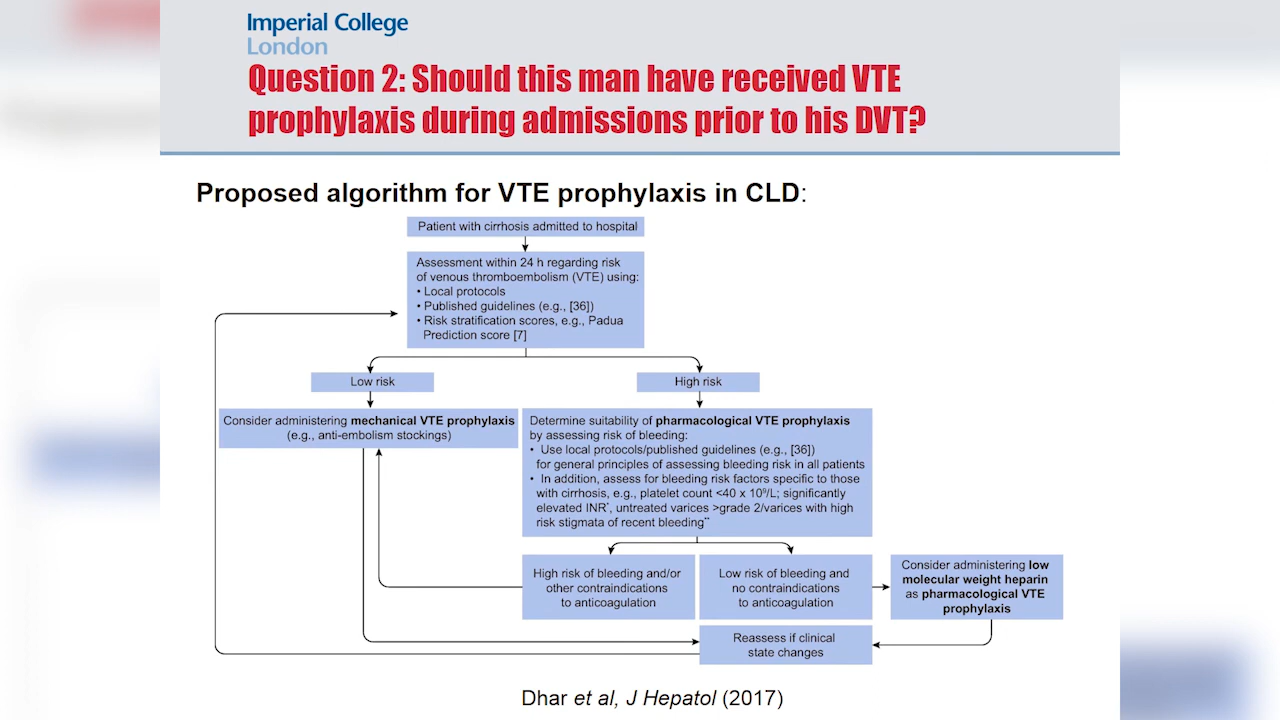 Imperial College
London
Question 2: Should this man have received VTE
prophylaxis during admissions prior to his DVT?
Proposed algorithm for VTE prophylaxis in CLD:
Patient with cirrhosis admitted to hospital
Assessment within 24 h regarding risk
of venous thromboembolism (VTE) using:
• Local protocols
• Published guidelines (e.g., [36])
• Risk stratification scores, e.g., Padua
Prediction score [7]
Low risk
High risk
Consider administering mechanical VTE prophylaxis
(e.g., anti-embolism stockings)
Determine suitability of pharmacological VTE prophylaxis
by assessing risk of bleeding:
• Use local protocols/published guidelines (e.g., [36])
for general principles of assessing bleeding risk in all patients
• In addition, assess for bleeding risk factors specific to those
with cirrhosis, e.g., platelet count <40 x 10⁹/L; significantly
elevated INR*, untreated varices >grade 2/varices with high
risk stigmata of recent bleeding**
High risk of bleeding and/or
other contraindications
to anticoagulation
Low risk of bleeding and
no contraindications
to anticoagulation
Consider administering low
molecular weight heparin
as pharmacological VTE
prophylaxis
Reassess if clinical
state changes
Dhar et al, J Hepatol (2017)